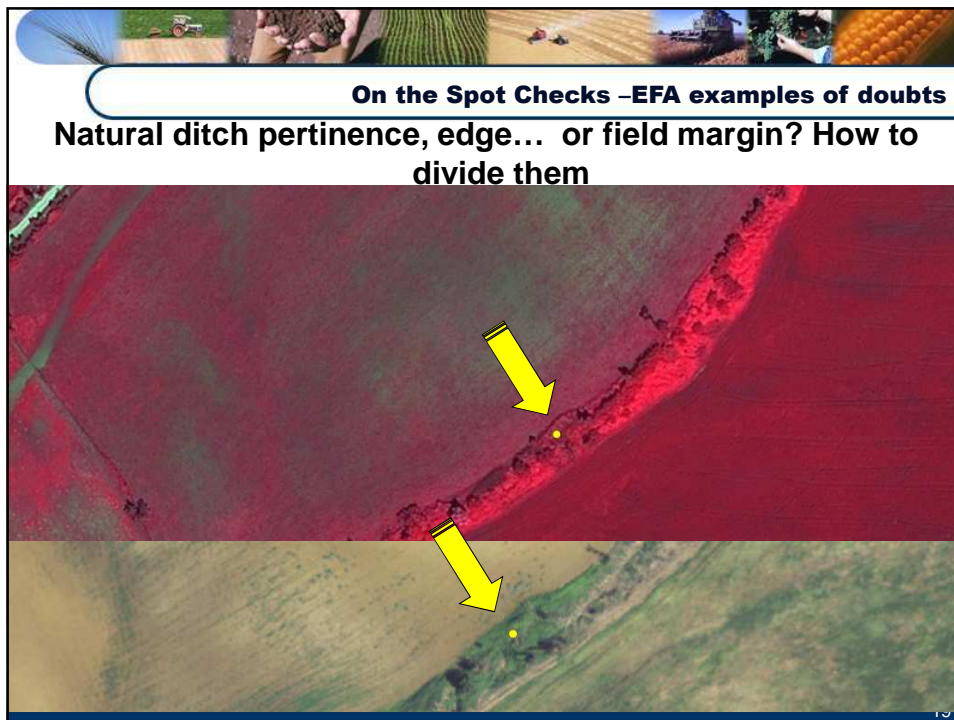 On the Spot Checks –EFA examples of doubts
Natural ditch pertinence, edge… or field margin? How to
divide them
19